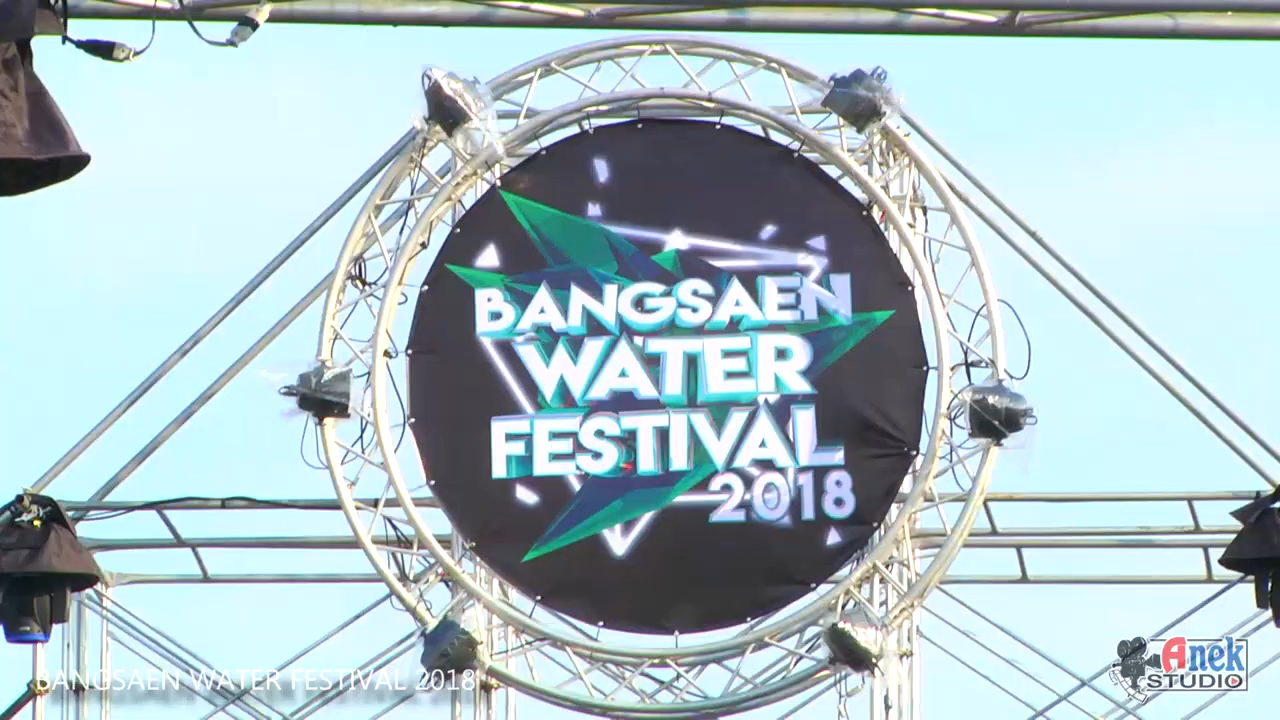 BANGSAEN
WATER
FESTIVAL
2018
BANGSAEN WATER FESTIVAL 2018
Anek
STUDIO